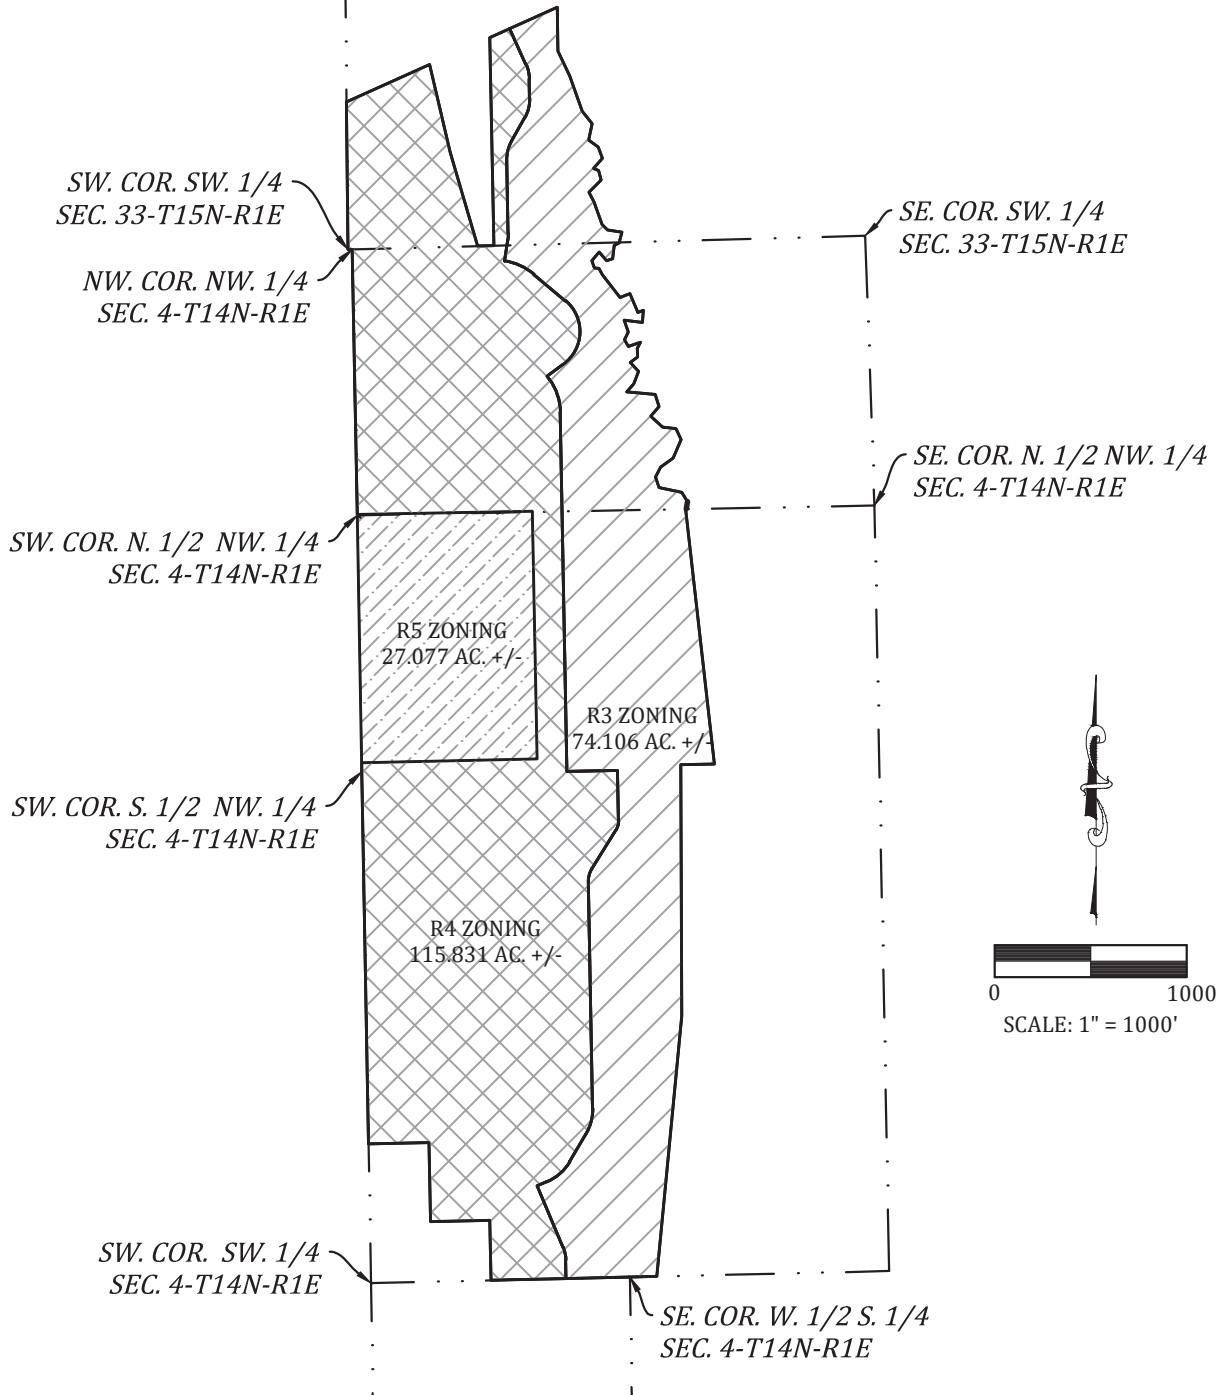 SW. COR. SW. 1/4
SEC. 33-T15N-R1E
SE. COR. SW. 1/4
SEC. 33-T15N-R1E
NW. COR. NW. 1/4
SEC. 4-T14N-R1E
SE. COR. N. 1/2 NW. 1/4
SEC. 4-T14N-R1E
SW. COR. N. 1/2 NW. 1/4
SEC. 4-T14N-R1E
R5 ZONING
27.077 AC. +/-
R3 ZONING
74.106 AC. +/-
SW. COR. S. 1/2 NW. 1/4
SEC. 4-T14N-R1E
R4 ZONING
115.831 AC. +/-
0 1000
SCALE: 1" = 1000'
SW. COR. SW. 1/4
SEC. 4-T14N-R1E
SE. COR. W. 1/2 S. 1/4
SEC. 4-T14N-R1E